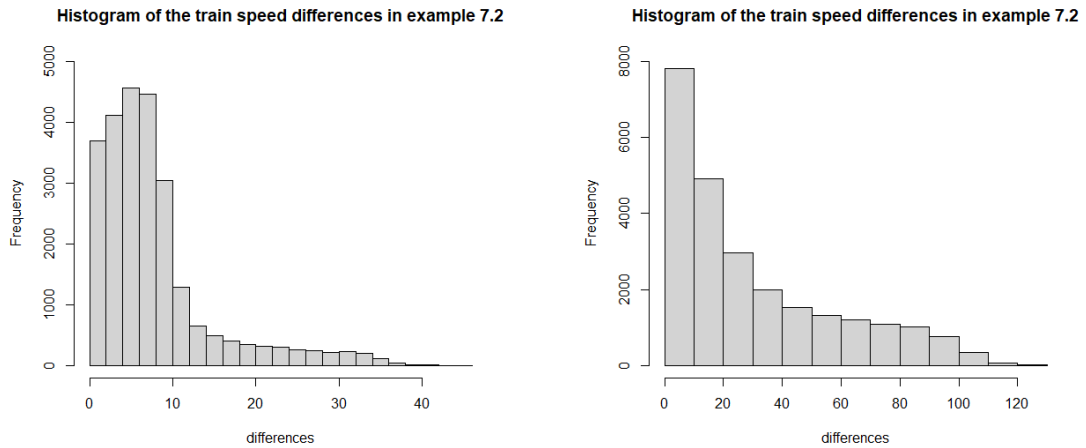 Histogram of the train speed differences in example 7.2
5000
4000
3000
2000
1000
0
Frequency
0 10 20 30 40
differences
Histogram of the train speed differences in example 7.2
8000
6000
4000
2000
0
Frequency
0 20 40 60 80 100 120
differences